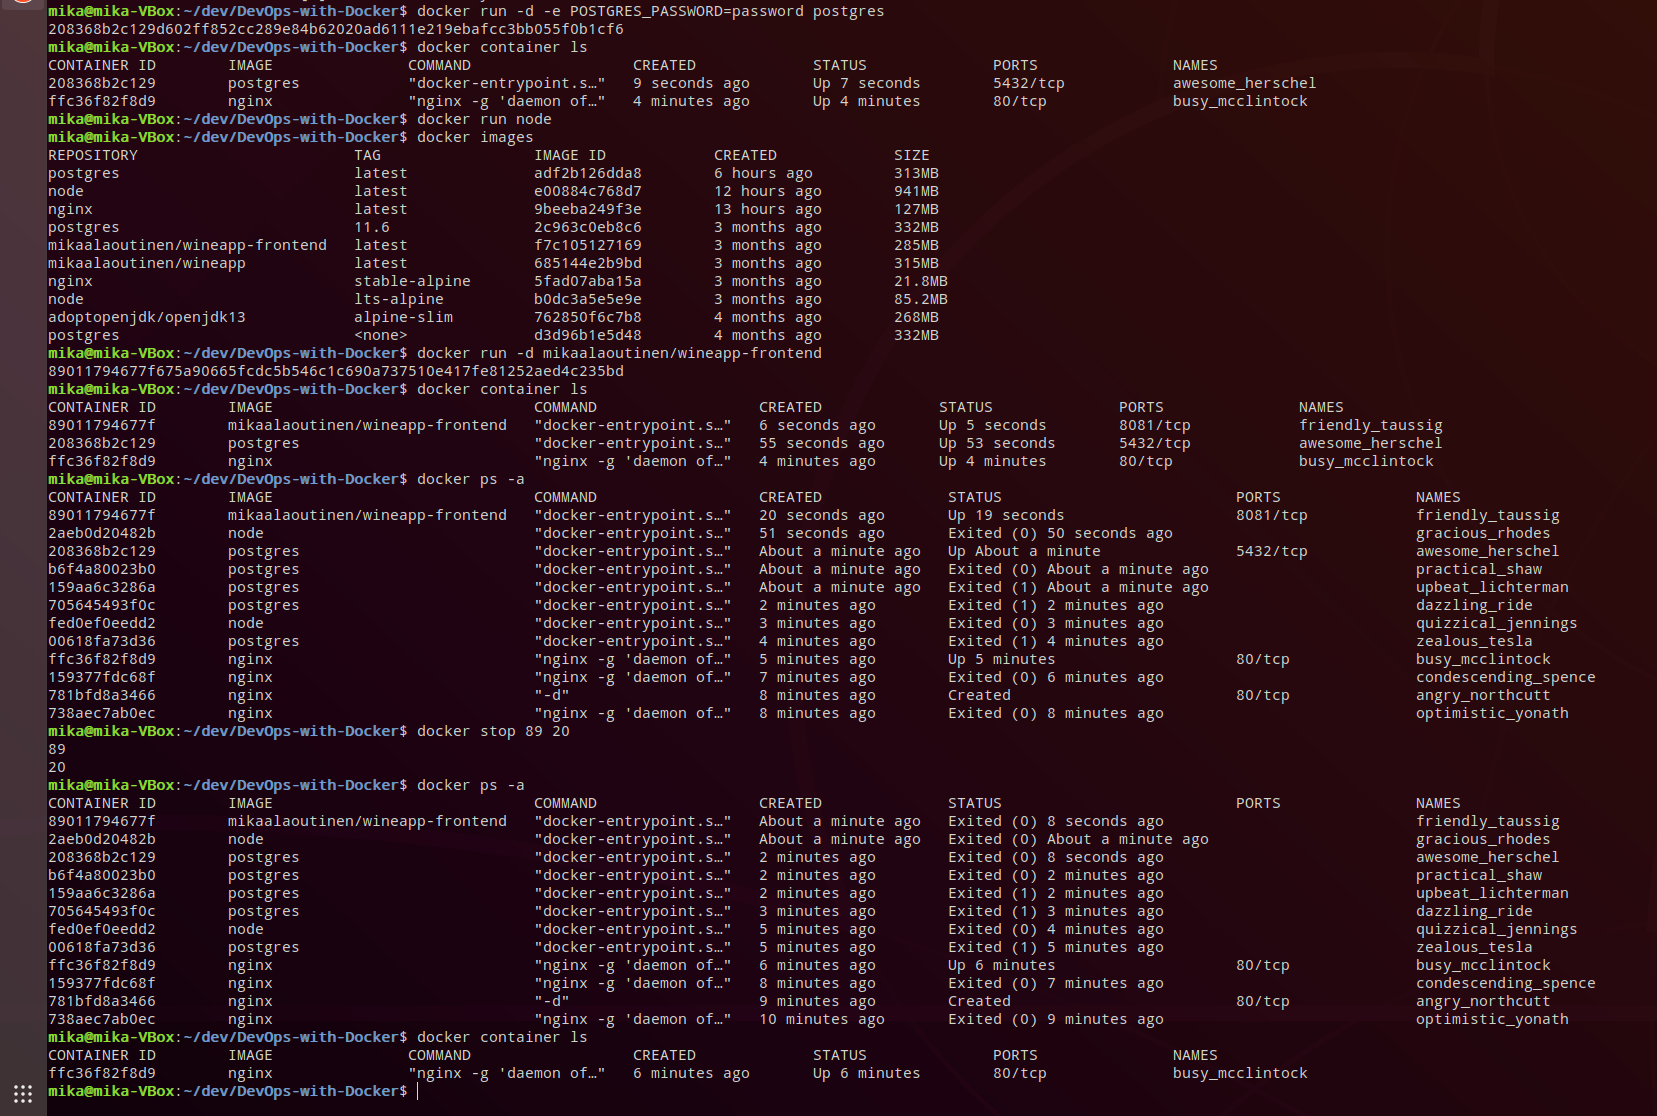 mika@mika-VBox:~/dev/DevOps-with-Docker$ docker run -d -e POSTGRES_PASSWORD=password postgres
208368b2c129d602ff852cc289e84b62020ad6111e219ebafcc3bb055f0b1cf6
mika@mika-VBox:~/dev/DevOps-with-Docker$ docker container ls
CONTAINER ID        IMAGE               COMMAND                  CREATED             STATUS              PORTS               NAMES
208368b2c129        postgres            "docker-entrypoint.s…"   9 seconds ago       Up 7 seconds        5432/tcp            awesome_herschel
ffc36f82f8d9        nginx               "nginx -g 'daemon of…"   4 minutes ago       Up 4 minutes        80/tcp              busy_mcclintock
mika@mika-VBox:~/dev/DevOps-with-Docker$ docker run node
mika@mika-VBox:~/dev/DevOps-with-Docker$ docker images
REPOSITORY                        TAG                 IMAGE ID            CREATED             SIZE
postgres                          latest              adf2b126dda8        6 hours ago         313MB
node                              latest              e00884c768d7        12 hours ago        941MB
nginx                             latest              9beeba249f3e        13 hours ago        127MB
postgres                          11.6                2c963c0eb8c6        3 months ago        332MB
mikaalaoutinen/wineapp-frontend   latest              f7c105127169        3 months ago        285MB
mikaalaoutinen/wineapp            latest              685144e2b9bd        3 months ago        315MB
nginx                             stable-alpine       5fad07aba15a        3 months ago        21.8MB
node                              lts-alpine          b0dc3a5e5e9e        3 months ago        85.2MB
adoptopenjdk/openjdk13            alpine-slim         762850f6c7b8        4 months ago        268MB
postgres                          <none>              d3d96b1e5d48        4 months ago        332MB
mika@mika-VBox:~/dev/DevOps-with-Docker$ docker run -d mikaalaoutinen/wineapp-frontend
89011794677f675a90665fcdc5b546c1c690a737510e417fe81252aed4c235bd
mika@mika-VBox:~/dev/DevOps-with-Docker$ docker container ls
CONTAINER ID        IMAGE                             COMMAND                  CREATED             STATUS              PORTS               NAMES
89011794677f        mikaalaoutinen/wineapp-frontend   "docker-entrypoint.s…"   6 seconds ago       Up 5 seconds        8081/tcp            friendly_taussig
208368b2c129        postgres                          "docker-entrypoint.s…"   55 seconds ago      Up 53 seconds       5432/tcp            awesome_herschel
ffc36f82f8d9        nginx                             "nginx -g 'daemon of…"   4 minutes ago       Up 4 minutes        80/tcp              busy_mcclintock
mika@mika-VBox:~/dev/DevOps-with-Docker$ docker ps -a
CONTAINER ID        IMAGE                             COMMAND                  CREATED              STATUS                          PORTS               NAMES
89011794677f        mikaalaoutinen/wineapp-frontend   "docker-entrypoint.s…"   20 seconds ago       Up 19 seconds                   8081/tcp            friendly_taussig
2aeb0d20482b        node                              "docker-entrypoint.s…"   51 seconds ago       Exited (0) 50 seconds ago                           gracious_rhodes
208368b2c129        postgres                          "docker-entrypoint.s…"   About a minute ago   Up About a minute               5432/tcp            awesome_herschel
b6f4a80023b0        postgres                          "docker-entrypoint.s…"   About a minute ago   Exited (0) About a minute ago                       practical_shaw
159aa6c3286a        postgres                          "docker-entrypoint.s…"   About a minute ago   Exited (1) About a minute ago                       upbeat_lichterman
705645493f0c        postgres                          "docker-entrypoint.s…"   2 minutes ago        Exited (1) 2 minutes ago                            dazzling_ride
fed0ef0eedd2        node                              "docker-entrypoint.s…"   3 minutes ago        Exited (0) 3 minutes ago                            quizzical_jennings
00618fa73d36        postgres                          "docker-entrypoint.s…"   4 minutes ago        Exited (1) 4 minutes ago                            zealous_tesla
ffc36f82f8d9        nginx                             "nginx -g 'daemon of…"   5 minutes ago        Up 5 minutes                    80/tcp              busy_mcclintock
159377fdc68f        nginx                             "nginx -g 'daemon of…"   7 minutes ago        Exited (0) 6 minutes ago                            condescending_spence
781bfd8a3466        nginx                             "-d"                     8 minutes ago        Created                         80/tcp              angry_northcutt
738aec7ab0ec        nginx                             "nginx -g 'daemon of…"   8 minutes ago        Exited (0) 8 minutes ago                            optimistic_yonath
mika@mika-VBox:~/dev/DevOps-with-Docker$ docker stop 89 20
89
20
mika@mika-VBox:~/dev/DevOps-with-Docker$ docker ps -a
CONTAINER ID        IMAGE                             COMMAND                  CREATED              STATUS                          PORTS               NAMES
89011794677f        mikaalaoutinen/wineapp-frontend   "docker-entrypoint.s…"   About a minute ago   Exited (0) 8 seconds ago                            friendly_taussig
2aeb0d20482b        node                              "docker-entrypoint.s…"   About a minute ago   Exited (0) About a minute ago                       gracious_rhodes
208368b2c129        postgres                          "docker-entrypoint.s…"   2 minutes ago        Exited (0) 8 seconds ago                            awesome_herschel
b6f4a80023b0        postgres                          "docker-entrypoint.s…"   2 minutes ago        Exited (0) 2 minutes ago                            practical_shaw
159aa6c3286a        postgres                          "docker-entrypoint.s…"   2 minutes ago        Exited (1) 2 minutes ago                            upbeat_lichterman
705645493f0c        postgres                          "docker-entrypoint.s…"   3 minutes ago        Exited (1) 3 minutes ago                            dazzling_ride
fed0ef0eedd2        node                              "docker-entrypoint.s…"   5 minutes ago        Exited (0) 4 minutes ago                            quizzical_jennings
00618fa73d36        postgres                          "docker-entrypoint.s…"   5 minutes ago        Exited (1) 5 minutes ago                            zealous_tesla
ffc36f82f8d9        nginx                             "nginx -g 'daemon of…"   6 minutes ago        Up 6 minutes                    80/tcp              busy_mcclintock
159377fdc68f        nginx                             "nginx -g 'daemon of…"   8 minutes ago        Exited (0) 7 minutes ago                            condescending_spence
781bfd8a3466        nginx                             "-d"                     9 minutes ago        Created                         80/tcp              angry_northcutt
738aec7ab0ec        nginx                             "nginx -g 'daemon of…"   10 minutes ago       Exited (0) 9 minutes ago                            optimistic_yonath
mika@mika-VBox:~/dev/DevOps-with-Docker$ docker container ls
CONTAINER ID        IMAGE               COMMAND                  CREATED             STATUS              PORTS               NAMES
ffc36f82f8d9        nginx               "nginx -g 'daemon of…"   6 minutes ago       Up 6 minutes        80/tcp              busy_mcclintock
mika@mika-VBox:~/dev/DevOps-with-Docker$